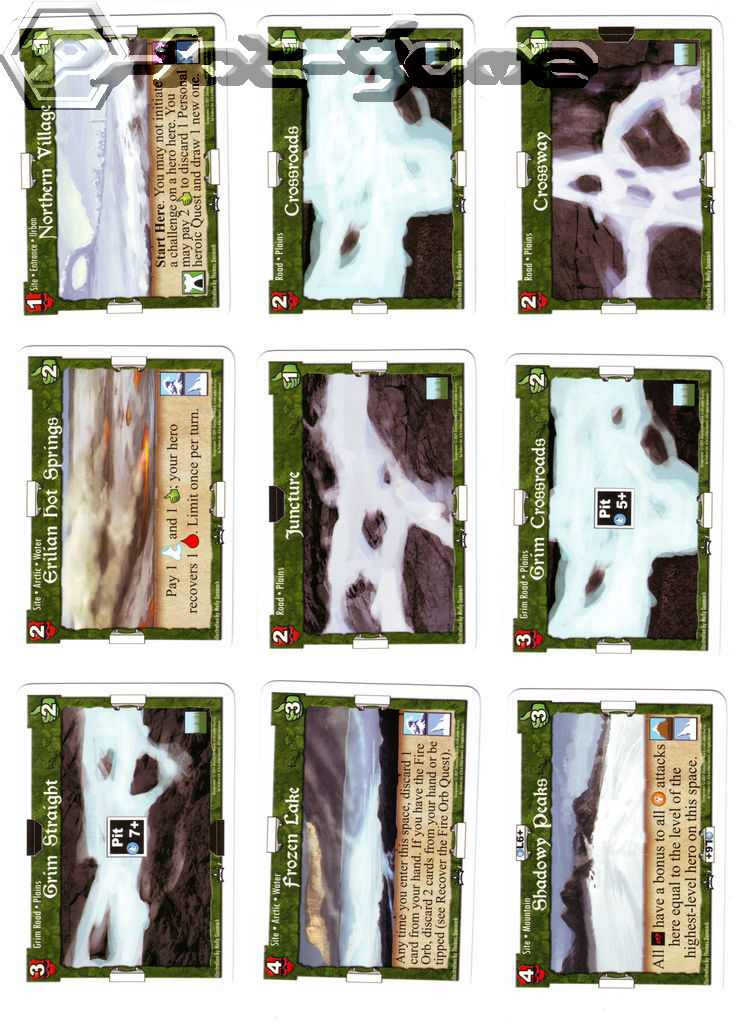 1
Site • Entrance • Urban
1
Northern Village
Start Here. You may not initiate
a challenge on a hero here. You
may pay 2 to discard 1 Personal
heroic Quest and draw 1 new one.
2
Road • Plains
1
Crossroads
2
Road • Plains
1
Crossway
2
Site • Arctic • Water
2
Erilian Hot Springs
Pay 1 and 1 ; your hero
recovers 1 . Limit once per turn.
2
Road • Plains
1
Juncture
3
Grim Road • Plains
2
Grim Crossroads
Pit
5+
3
Grim Road • Plains
2
Grim Straight
Pit
7+
4
Site • Arctic • Water
3
Frozen Lake
Any time you enter this space, discard 1
card from your hand. If you have the Fire
Orb, discard 2 cards from your hand or be
tipped (see Recover the Fire Orb Quest).
4
Site • Mountain
3
Shadowy Peaks
All have a bonus to all attacks
here equal to the level of the
highest-level hero on this space.